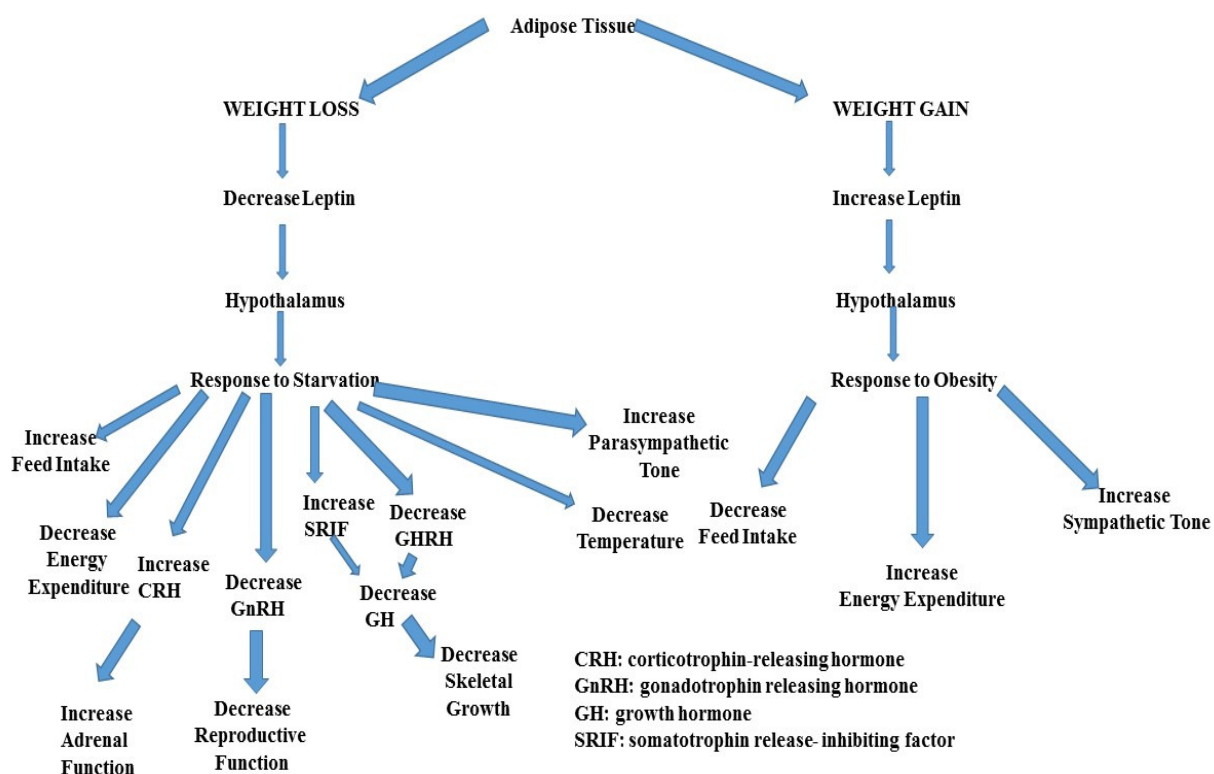 Adipose Tissue
WEIGHT LOSS
WEIGHT GAIN
Decrease Leptin
Increase Leptin
Hypothalamus
Hypothalamus
Response to Starvation
Response to Obesity
Increase
Feed Intake
Decrease
Energy
Expenditure
Increase
CRH
Decrease
GnRH
Increase
SRIF
Decrease
GHRH
Decrease
GH
Increase
Parasympathetic
Tone
Decrease
Temperature
Decrease
Feed Intake
Increase
Energy Expenditure
Increase
Sympathetic Tone
Increase
Adrenal
Function
Decrease
Reproductive
Function
Decrease
Skeletal
Growth
CRH: corticotrophin-releasing hormone
GnRH: gonadotrophin releasing hormone
GH: growth hormone
SRIF: somatotrophin release- inhibiting factor